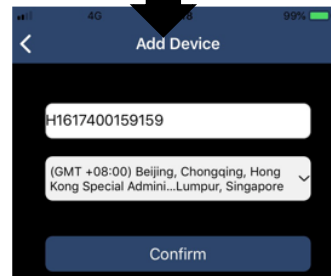 4G 99%
Add Device
H1617400159159
(GMT +08:00) Beijing, Chongqing, Hong
Kong Special Admini...Lumpur, Singapore
Confirm